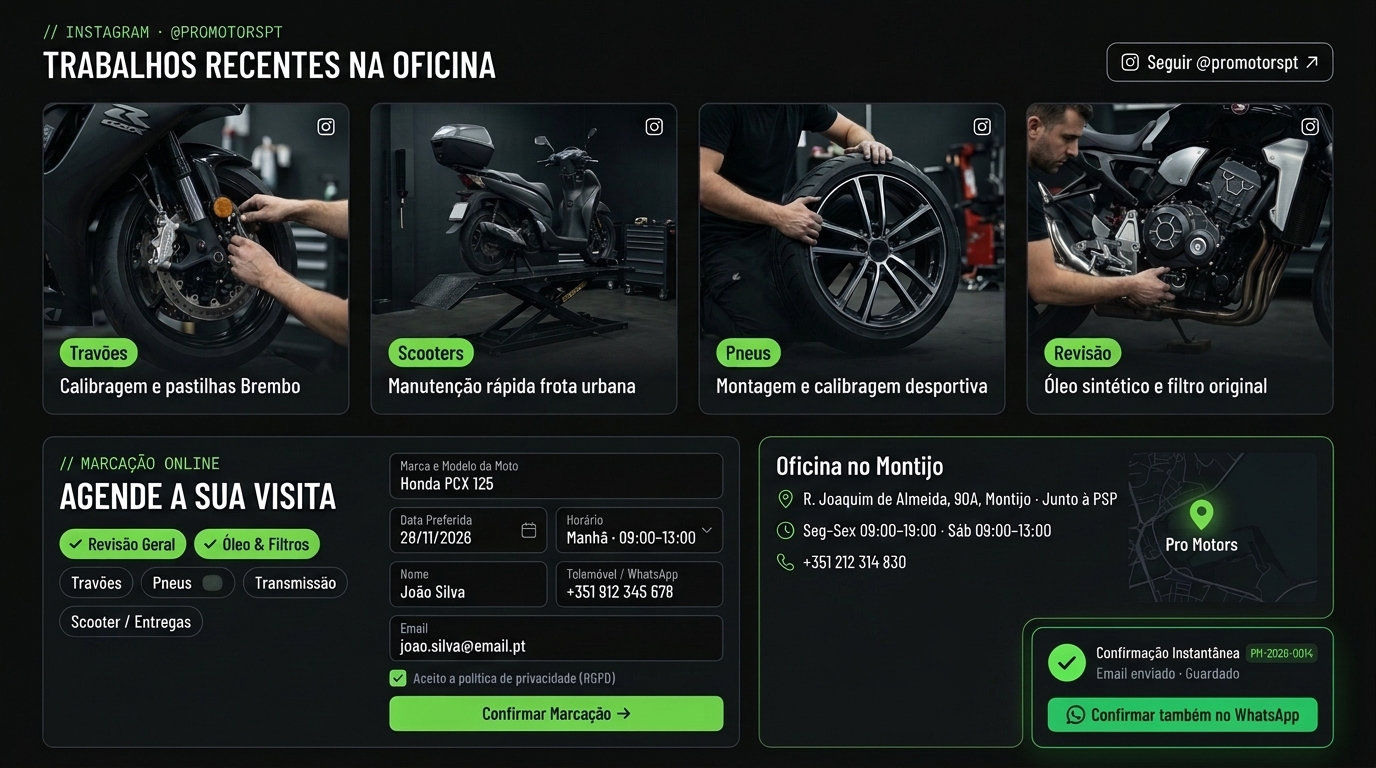 // INSTAGRAM · @PROMOTORSPT
TRABALHOS RECENTES NA OFICINA
Seguir @promotorspt ↗
Travões
Calibragem e pastilhas Brembo
Scooters
Manutenção rápida frota urbana
Pneus
Montagem e calibragem desportiva
Revisão
Óleo sintético e filtro original
// MARCAÇÃO ONLINE
AGENDE A SUA VISITA
✓ Revisão Geral
✓ Óleo & Filtros
Travões
Pneus
Transmissão
Scooter / Entregas
Marca e Modelo da Moto
Honda PCX 125
Data Preferida
28/11/2026
Horário
Manhã · 09:00–13:00
Nome
João Silva
Telemóvel / WhatsApp
+351 912 345 678
Email
joao.silva@email.pt
Aceito a política de privacidade (RGPD)
Confirmar Marcação →
Oficina no Montijo
R. Joaquim de Almeida, 90A, Montijo · Junto à PSP
Seg-Sex 09:00–19:00 · Sáb 09:00–13:00
+351 212 314 830
Pro Motors
Confirmação Instantânea
PM-2026-0014
Email enviado · Guardado
Confirmar também no WhatsApp